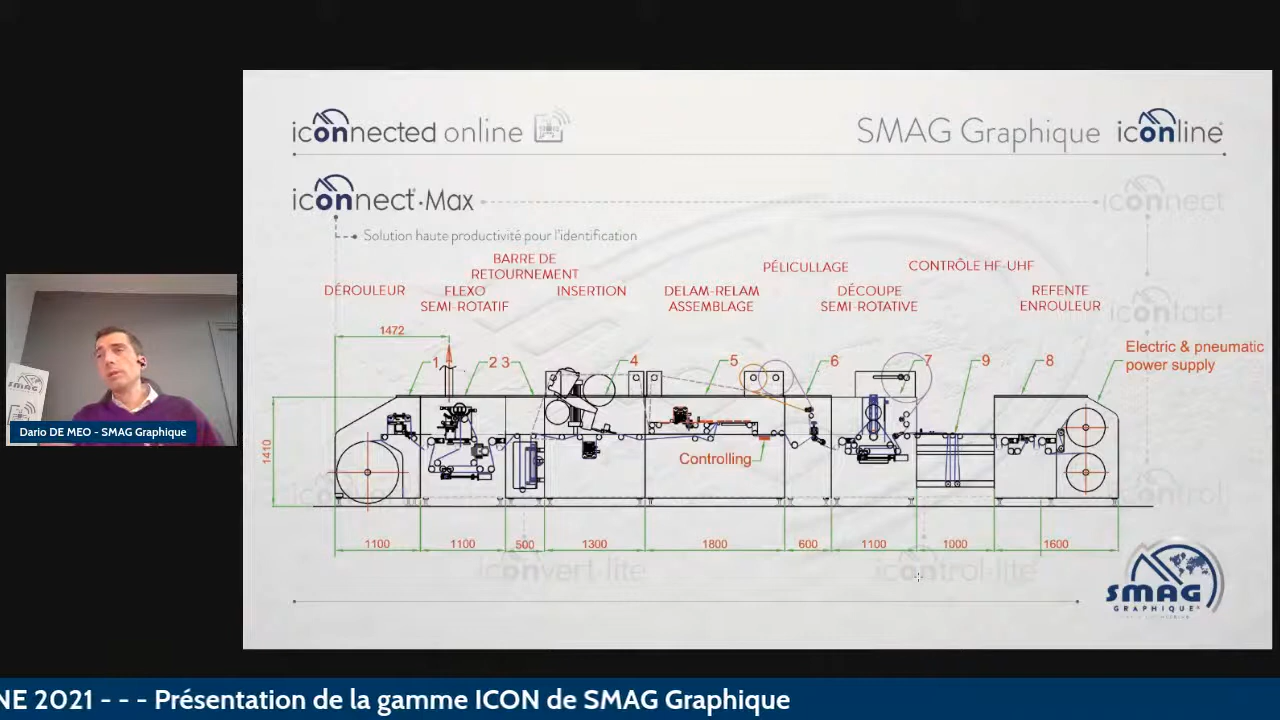 iconnected online
SMAG Graphique iconline
iconnect·Max
iconnect
Solution haute productivité pour l'identification
BARRE DE
RETOURNEMENT
PÉLICULLAGE
CONTRÔLE HF-UHF
DÉROULEUR
FLEXO
SEMI-ROTATIF
INSERTION
DELAM-RELAM
ASSEMBLAGE
DÉCOUPE
SEMI-ROTATIVE
REFENTE
ENROULEUR
icontact
1472
1 2 3 4 5 6 7 9 8
Electric & pneumatic
power supply
1410
Controlling
icontrol
1100 1100 500 1300 1800 600 1100 1000 1600
iconvert-lite
icontrol-lite
SMAG
GRAPHIQUE
SMAG
Dario DE MEO - SMAG Graphique
NE 2021 - - - Présentation de la gamme ICON de SMAG Graphique